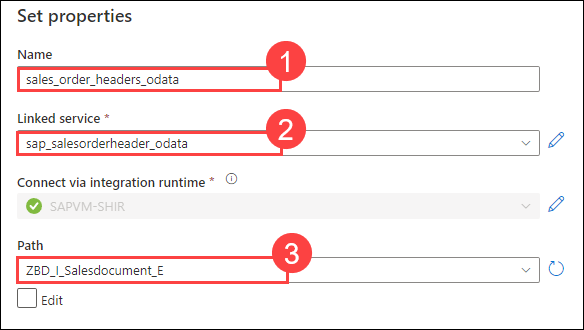 Set properties
Name
1
sales_order_headers_odata
Linked service *
2
sap_salesorderheader_odata
Connect via integration runtime *
SAPVM-SHIR
Path
3
ZBD_I_Salesdocument_E
Edit